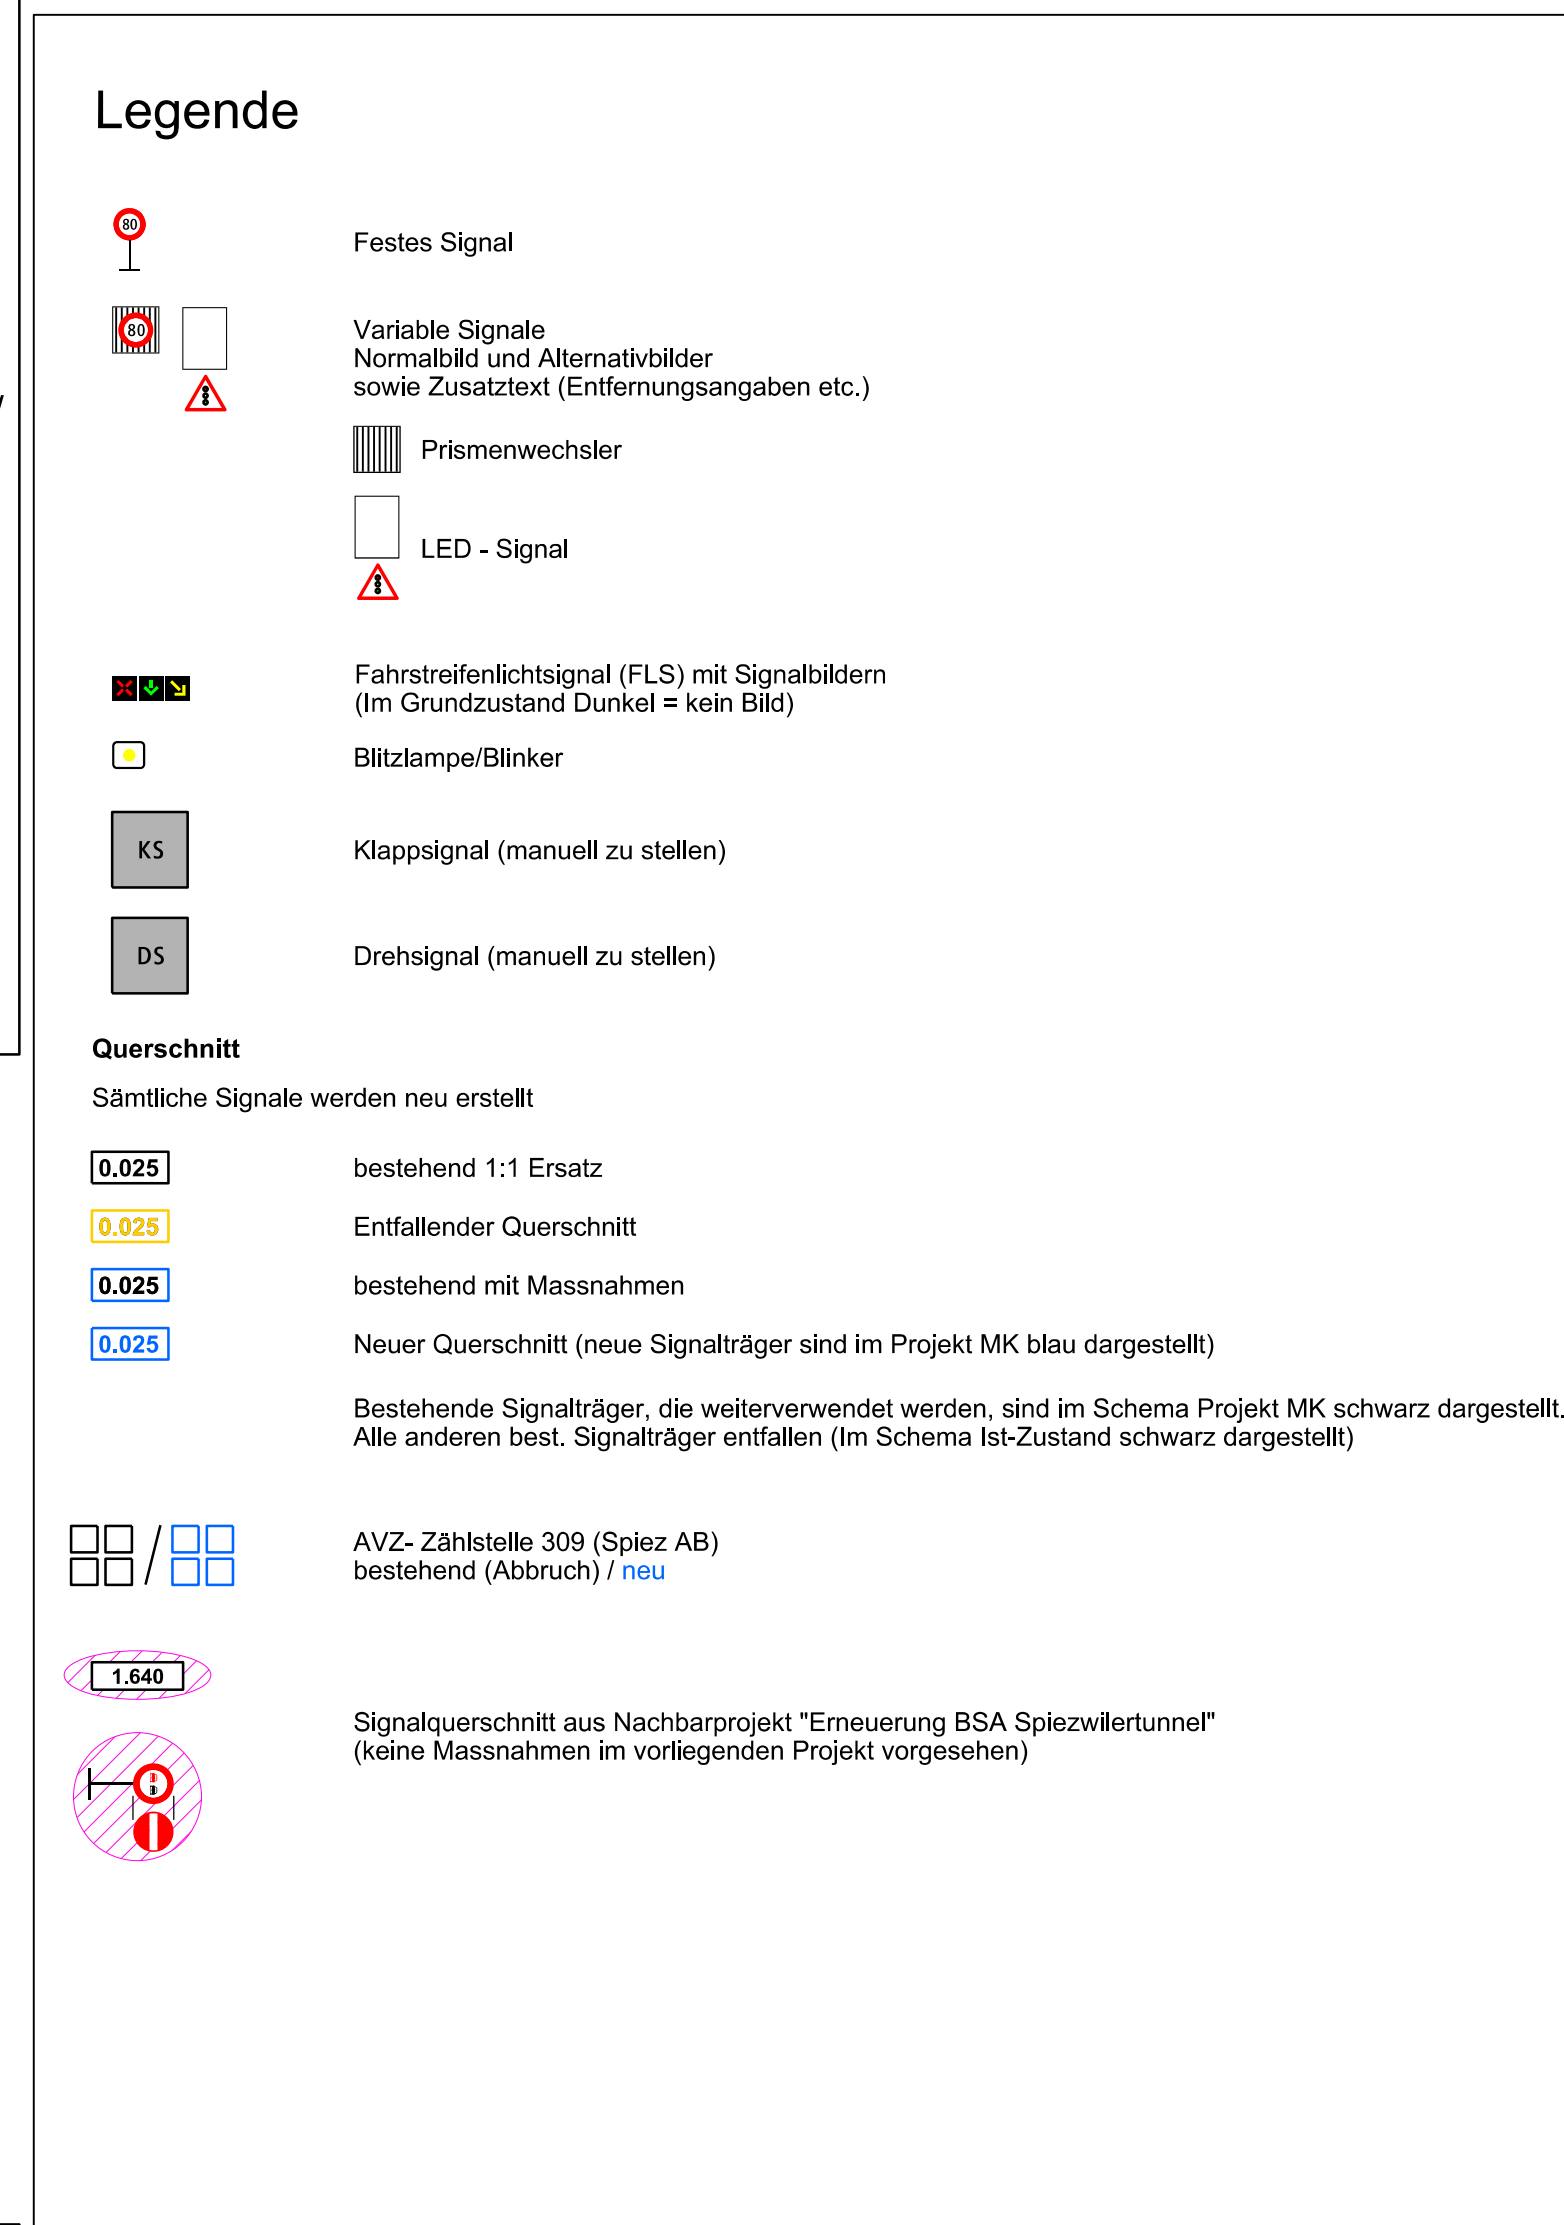 Legende
80
Festes Signal
80
Variable Signale
Normalbild und Alternativbilder
sowie Zusatztext (Entfernungsangaben etc.)
Prismenwechsler
LED - Signal
Fahrstreifenlichtsignal (FLS) mit Signalbildern
(Im Grundzustand Dunkel = kein Bild)
Blitzlampe/Blinker
KS
Klappsignal (manuell zu stellen)
DS
Drehsignal (manuell zu stellen)
Querschnitt
Sämtliche Signale werden neu erstellt
0.025
bestehend 1:1 Ersatz
0.025
Entfallender Querschnitt
0.025
bestehend mit Massnahmen
0.025
Neuer Querschnitt (neue Signalträger sind im Projekt MK blau dargestellt)
Bestehende Signalträger, die weiterverwendet werden, sind im Schema Projekt MK schwarz dargestellt.
Alle anderen best. Signalträger entfallen (Im Schema Ist-Zustand schwarz dargestellt)
AVZ- Zählstelle 309 (Spiez AB)
bestehend (Abbruch) / neu
1.640
Signalquerschnitt aus Nachbarprojekt "Erneuerung BSA Spiezwilertunnel"
(keine Massnahmen im vorliegenden Projekt vorgesehen)